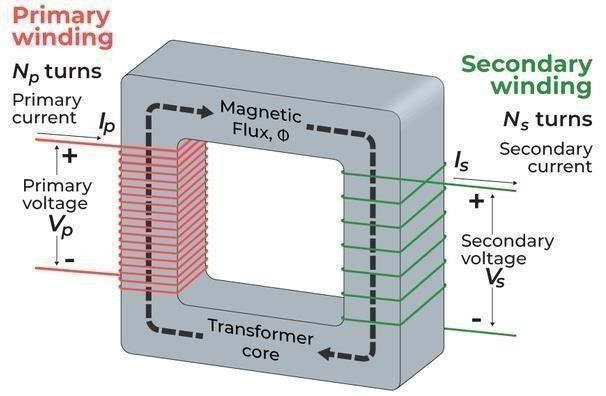 Primary
winding
Np turns
Primary
current
Ip
+
Primary
voltage
Vp
-
Magnetic
Flux, Φ
Transformer
core
Secondary
winding
Ns turns
Secondary
current
Is
+
Secondary
voltage
Vs
-